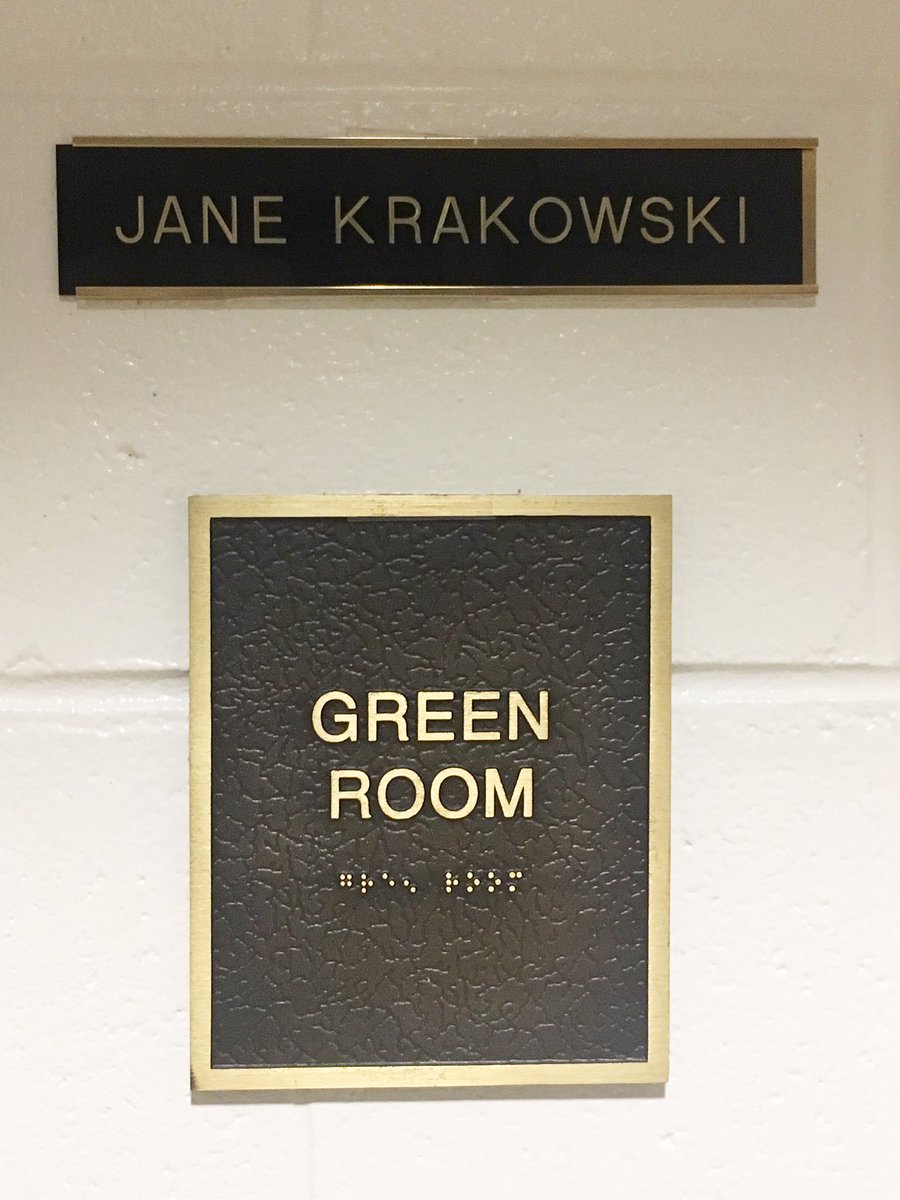 JANE KRAKOWSKI
GREEN
ROOM
⠛⠗⠑⠢ ⠗⠕⠕⠍